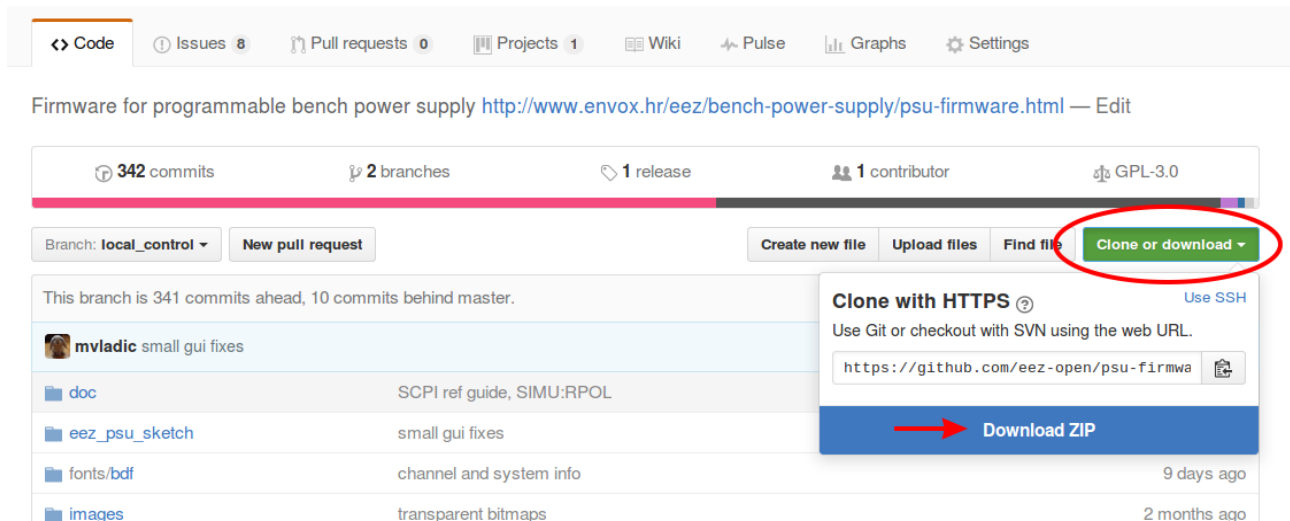 Code Issues 8 Pull requests 0 Projects 1 Wiki Pulse Graphs Settings
Firmware for programmable bench power supply http://www.envox.hr/eez/bench-power-supply/psu-firmware.html — Edit
342 commits 2 branches 1 release 1 contributor GPL-3.0
Branch: local_control New pull request Create new file Upload files Find file Clone or download
This branch is 341 commits ahead, 10 commits behind master.
Clone with HTTPS ? Use SSH
Use Git or checkout with SVN using the web URL.
https://github.com/eez-open/psu-firmwa
Download ZIP
mvladic small gui fixes
doc SCPI ref guide, SIMU:RPOL
eez_psu_sketch small gui fixes
fonts/bdf channel and system info 9 days ago
images transparent bitmaps 2 months ago